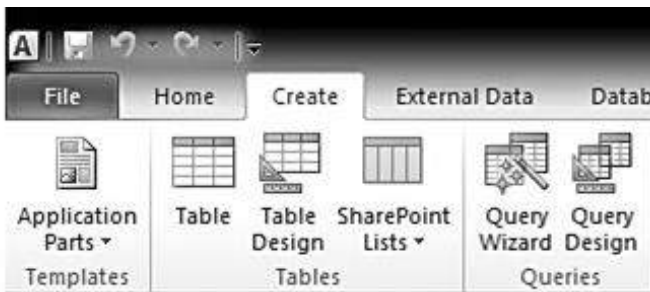 A
File Home Create External Data Datab
Application Parts Table Table Design SharePoint Lists Query Wizard Query Design
Templates Tables Queries